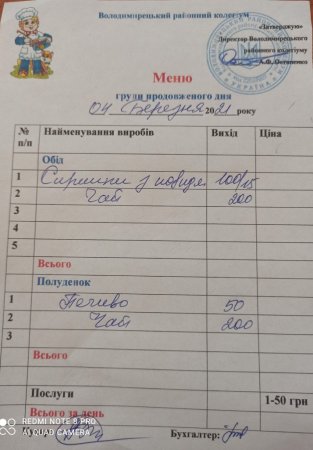 Володимирецький районний колегіум
«Затверджую»
Директор Володимирецького
районного колегіуму
А.Ф. Остапенко
Меню
групи продовженого дня
04 березня 2021 року
№ п/п Найменування виробів Вихід Ціна
Обід
1 Сирники з повидл 100/15
2 Чай 200
3
4
5
Всього
Полуденок
1 Печиво 50
2 Чай 200
3
Всього
Послуги 1-50 грн
Всього за день
Бухгалтер:
REDMI NOTE 8 PRO
AI QUAD CAMERA